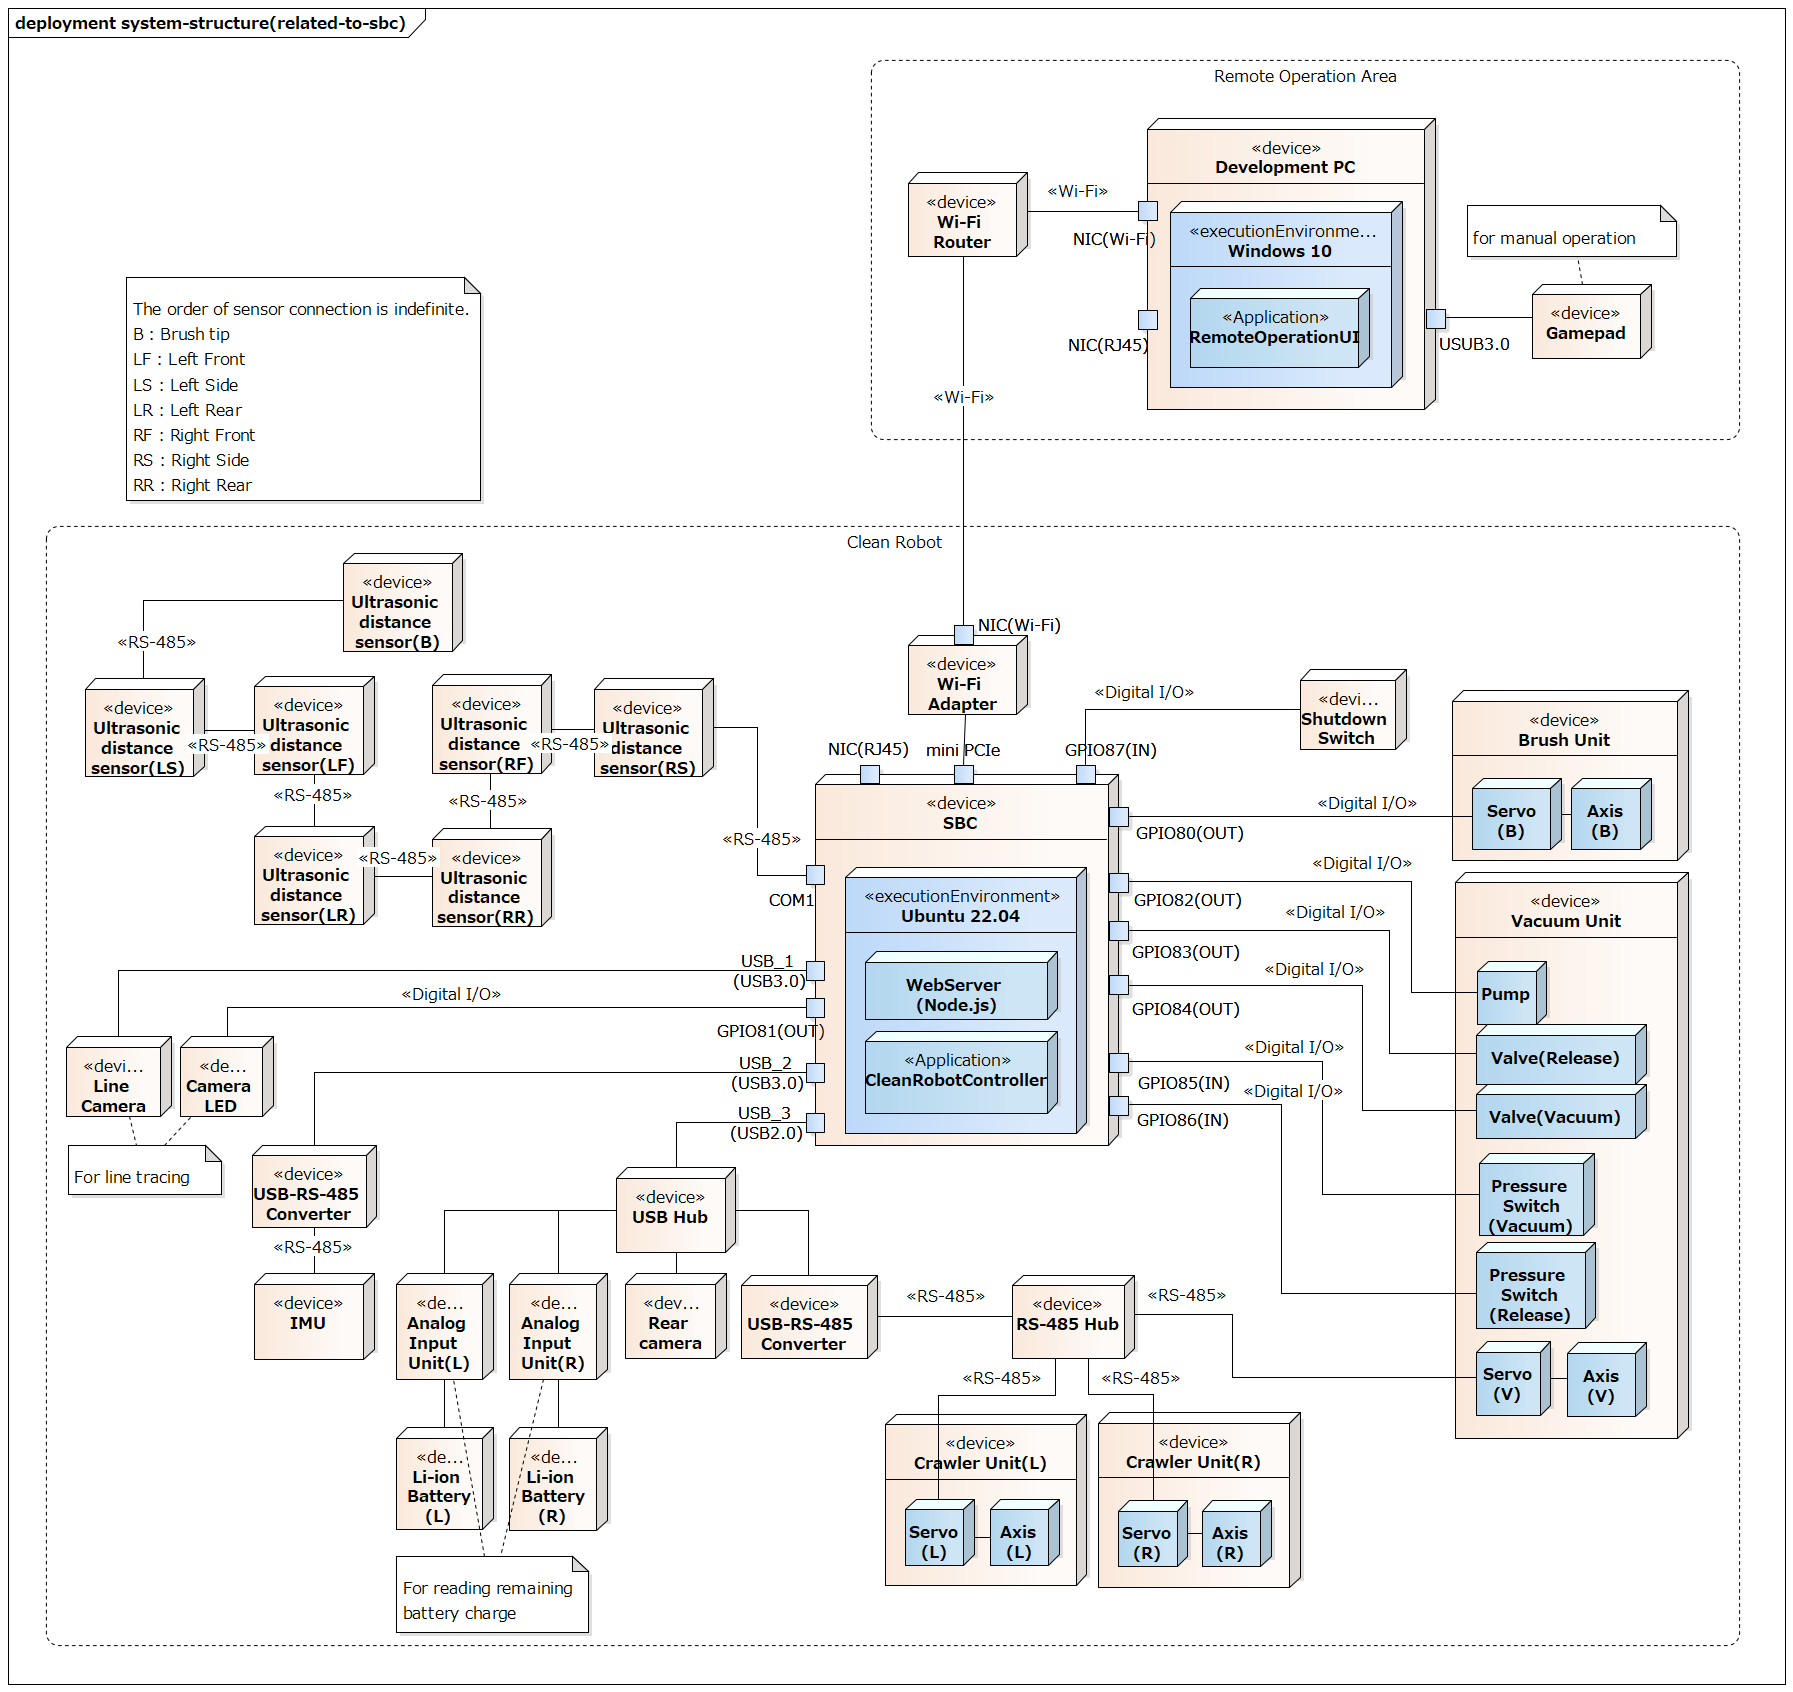 deployment system-structure(related-to-sbc)
Remote Operation Area
«device»
Development PC
«Wi-Fi»
«device»
Wi-Fi
Router
NIC(Wi-Fi)
«executionEnvironme...
Windows 10
for manual operation
«Application»
RemoteOperationUI
NIC(RJ45)
USUB3.0
«device»
Gamepad
«Wi-Fi»
The order of sensor connection is indefinite.
B : Brush tip
LF : Left Front
LS : Left Side
LR : Left Rear
RF : Right Front
RS : Right Side
RR : Right Rear
Clean Robot
«device»
Ultrasonic
distance
sensor(B)
«RS-485»
NIC(Wi-Fi)
«device»
Wi-Fi
Adapter
«device»
Ultrasonic
distance
sensor(LS)
«RS-485»
«device»
Ultrasonic
distance
sensor(LF)
«device»
Ultrasonic
distance
sensor(RF)
«RS-485»
«device»
Ultrasonic
distance
sensor(RS)
«Digital I/O»
«devi...
Shutdown
Switch
NIC(RJ45)
mini PCIe
GPIO87(IN)
«device»
Brush Unit
«RS-485»
«RS-485»
«device»
Ultrasonic
distance
sensor(LR)
«RS-485»
«device»
Ultrasonic
distance
sensor(RR)
«RS-485»
COM1
«device»
SBC
«Digital I/O»
GPIO80(OUT)
Servo
(B)
Axis
(B)
«executionEnvironment»
Ubuntu 22.04
WebServer
(Node.js)
«Application»
CleanRobotController
«Digital I/O»
GPIO82(OUT)
«Digital I/O»
GPIO83(OUT)
«Digital I/O»
GPIO84(OUT)
«Digital I/O»
GPIO85(IN)
«Digital I/O»
GPIO86(IN)
«device»
Vacuum Unit
Pump
Valve(Release)
Valve(Vacuum)
Pressure
Switch
(Vacuum)
Pressure
Switch
(Release)
Servo
(V)
Axis
(V)
USB_1
(USB3.0)
«Digital I/O»
GPIO81(OUT)
USB_2
(USB3.0)
USB_3
(USB2.0)
«devi...
Line
Camera
«de...
Camera
LED
For line tracing
«device»
USB-RS-485
Converter
«RS-485»
«device»
IMU
«device»
USB Hub
«de...
Analog
Input
Unit(L)
«de...
Analog
Input
Unit(R)
«dev...
Rear
camera
«device»
USB-RS-485
Converter
«RS-485»
«device»
RS-485 Hub
«RS-485»
«RS-485»
«RS-485»
«de...
Li-ion
Battery
(L)
«de...
Li-ion
Battery
(R)
«device»
Crawler Unit(L)
Servo
(L)
Axis
(L)
«device»
Crawler Unit(R)
Servo
(R)
Axis
(R)
For reading remaining
battery charge